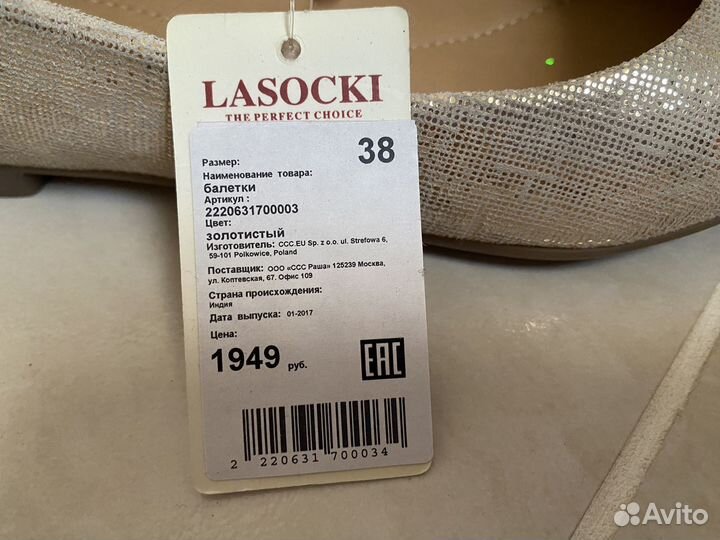 LASOCKI
THE PERFECT CHOICE
Размер: 38
Наименование товара:
балетки
Артикул :
2220631700003
Цвет:
золотистый
Изготовитель: CCC.EU Sp. z o.o. ul. Strefowa 6,
59-101 Polkowice, Poland
Поставщик: ООО «ССС Раша» 125239 Москва,
ул. Коптевская, 67. Офис 109
Страна происхождения:
Индия
Дата выпуска: 01-2017
Цена:
1949 руб.
EAC
2 220631 700034
Avito